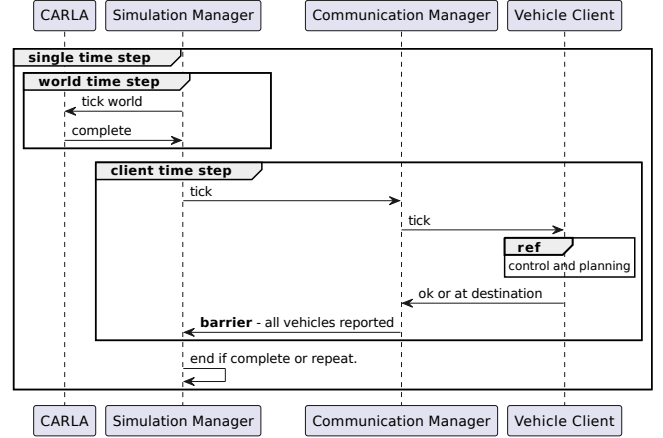 CARLA Simulation Manager Communication Manager Vehicle Client
single time step
world time step
tick world
complete
client time step
tick
tick
ref
control and planning
ok or at destination
barrier - all vehicles reported
end if complete or repeat.
CARLA Simulation Manager Communication Manager Vehicle Client